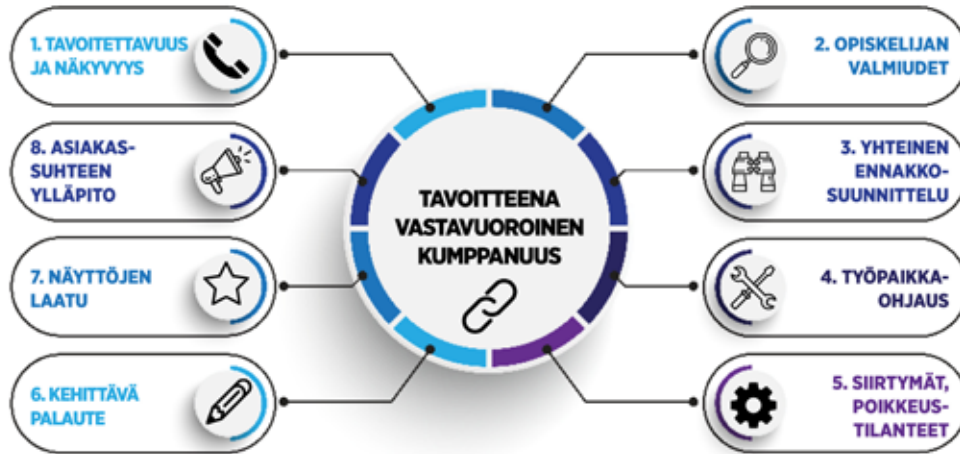 1. TAVOITETTAVUUS
JA NÄKYVYYS
2. OPISKELIJAN
VALMIUDET
3. YHTEINEN
ENNAKKO-
SUUNNITTELU
4. TYÖPAIKKA-
OHJAUS
5. SIIRTYMÄT,
POIKKEUS-
TILANTEET
6. KEHITTÄVÄ
PALAUTE
7. NÄYTTÖJEN
LAATU
8. ASIAKAS-
SUHTEEN
YLLÄPITO
TAVOITTEENA
VASTAVUOROINEN
KUMPPANUUS